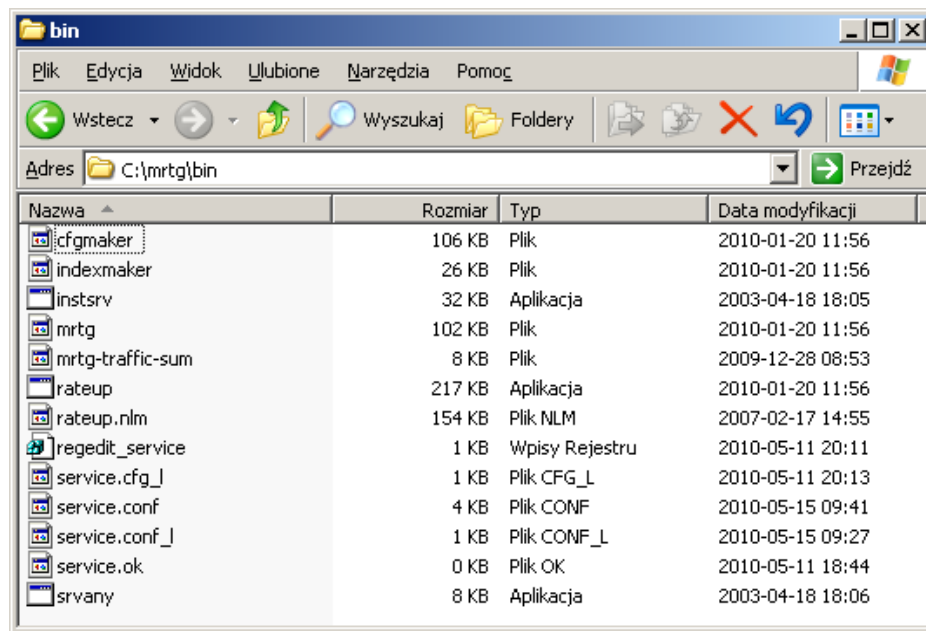 bin
Plik Edycja Widok Ulubione Narzędzia Pomoc
Wstecz Wyszukaj Foldery
Adres C:\mrtg\bin Przejdź
Nazwa Rozmiar Typ Data modyfikacji
cfgmaker 106 KB Plik 2010-01-20 11:56
indexmaker 26 KB Plik 2010-01-20 11:56
instsrv 32 KB Aplikacja 2003-04-18 18:05
mrtg 102 KB Plik 2010-01-20 11:56
mrtg-traffic-sum 8 KB Plik 2009-12-28 08:53
rateup 217 KB Aplikacja 2010-01-20 11:56
rateup.nlm 154 KB Plik NLM 2007-02-17 14:55
regedit_service 1 KB Wpisy Rejestru 2010-05-11 20:11
service.cfg_l 1 KB Plik CFG_L 2010-05-11 20:13
service.conf 4 KB Plik CONF 2010-05-15 09:41
service.conf_l 1 KB Plik CONF_L 2010-05-15 09:27
service.ok 0 KB Plik OK 2010-05-11 18:44
srvany 8 KB Aplikacja 2003-04-18 18:06